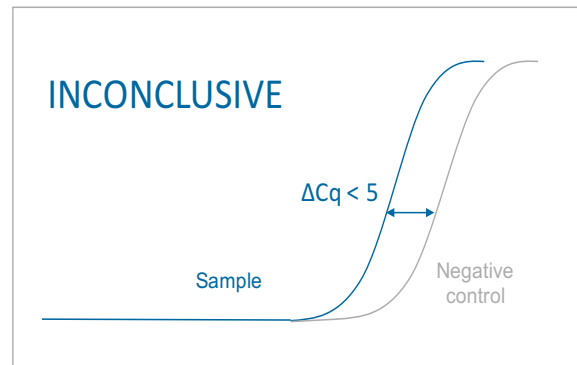 INCONCLUSIVE
ΔCq < 5
Sample
Negative
control